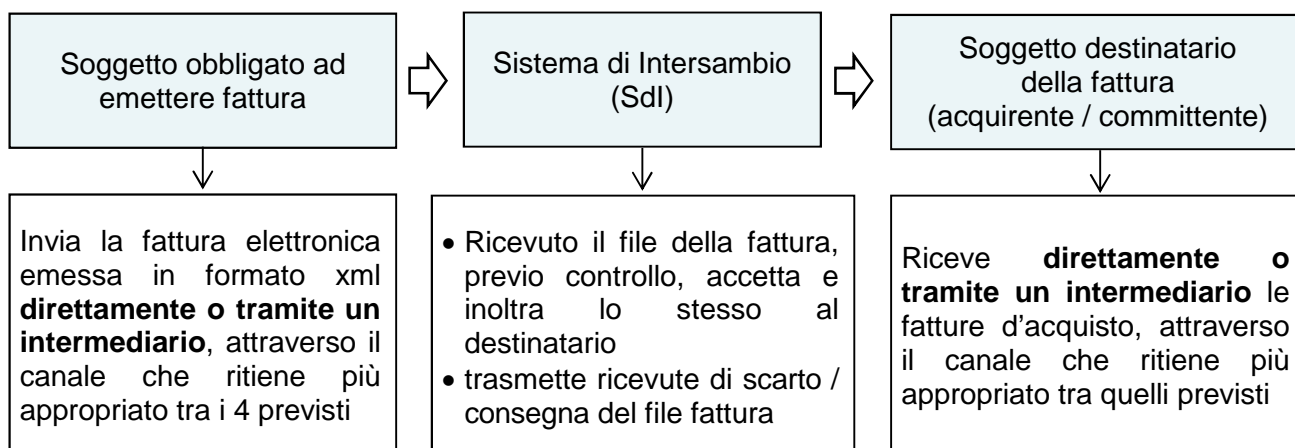 Soggetto obbligato ad
emettere fattura
Sistema di Intersambio
(SdI)
Soggetto destinatario
della fattura
(acquirente / committente)
Invia la fattura elettronica
emessa in formato xml
direttamente o tramite un
intermediario, attraverso il
canale che ritiene più
appropriato tra i 4 previsti
• Ricevuto il file della fattura,
previo controllo, accetta e
inoltra lo stesso al
destinatario
• trasmette ricevute di scarto /
consegna del file fattura
Riceve direttamente o
tramite un intermediario le
fatture d’acquisto, attraverso
il canale che ritiene più
appropriato tra quelli previsti